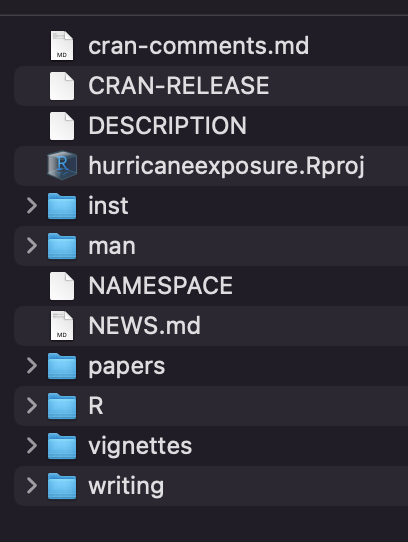 cran-comments.md
CRAN-RELEASE
DESCRIPTION
hurricaneexposure.Rproj
inst
man
NAMESPACE
NEWS.md
papers
R
vignettes
writing